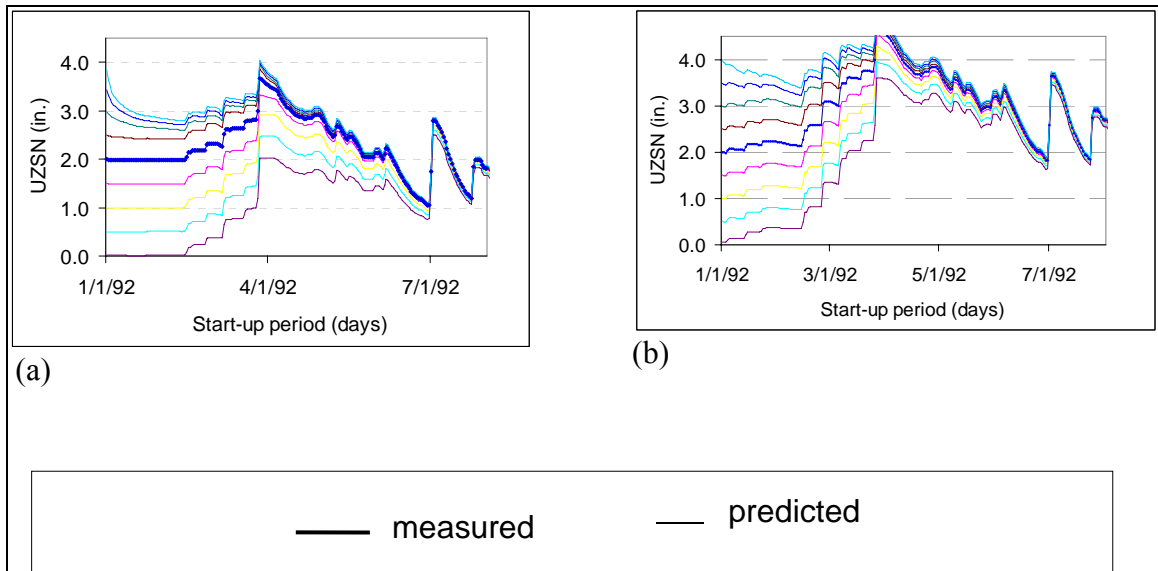 UZSN (in.)
4.0
3.0
2.0
1.0
0.0
1/1/92 4/1/92 7/1/92
Start-up period (days)
(a)
UZSN (in.)
4.0
3.0
2.0
1.0
0.0
1/1/92 3/1/92 5/1/92 7/1/92
Start-up period (days)
(b)
measured predicted